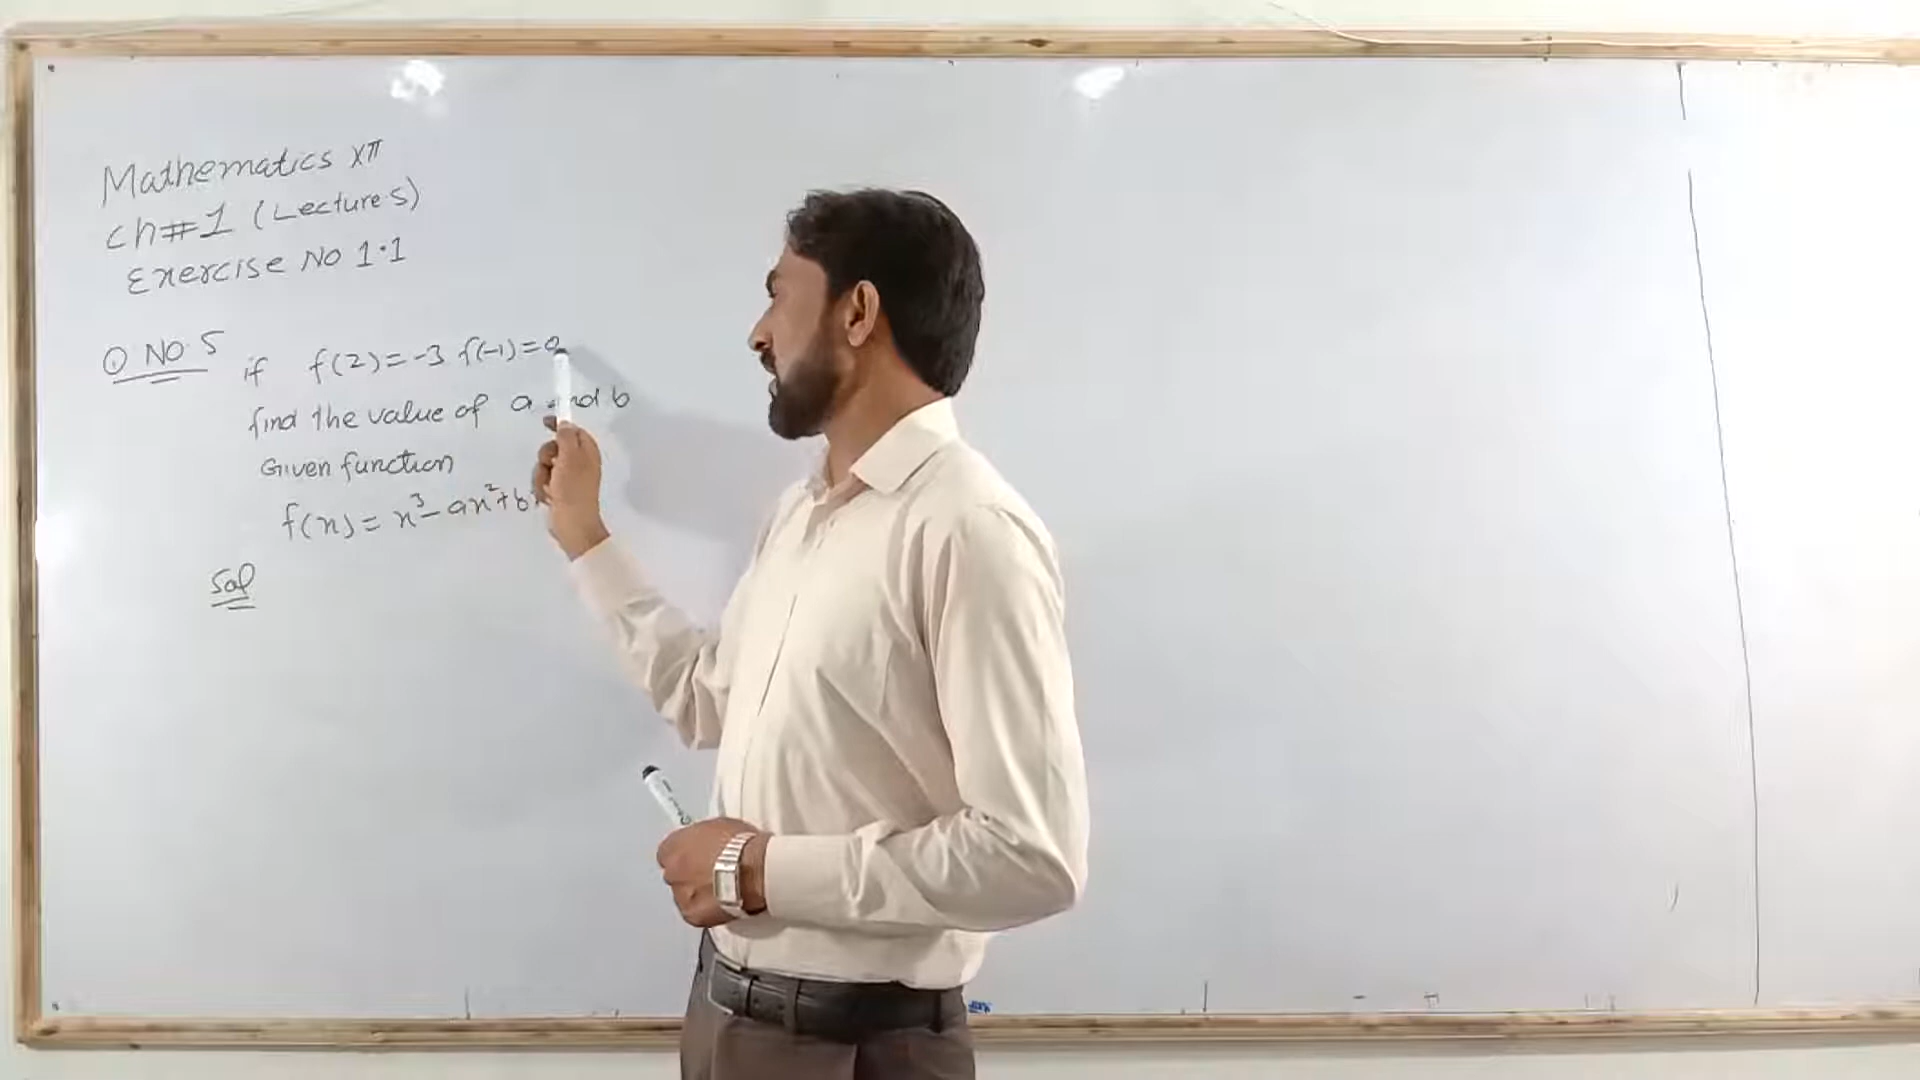 Mathematics XII
Ch#1 (Lecture 5)
Exercise No 1.1
Q No. 5
if f(2)=-3 f(-1)=0
find the value of a and b
Given function
f(x) = x³-ax²+bx
Sol